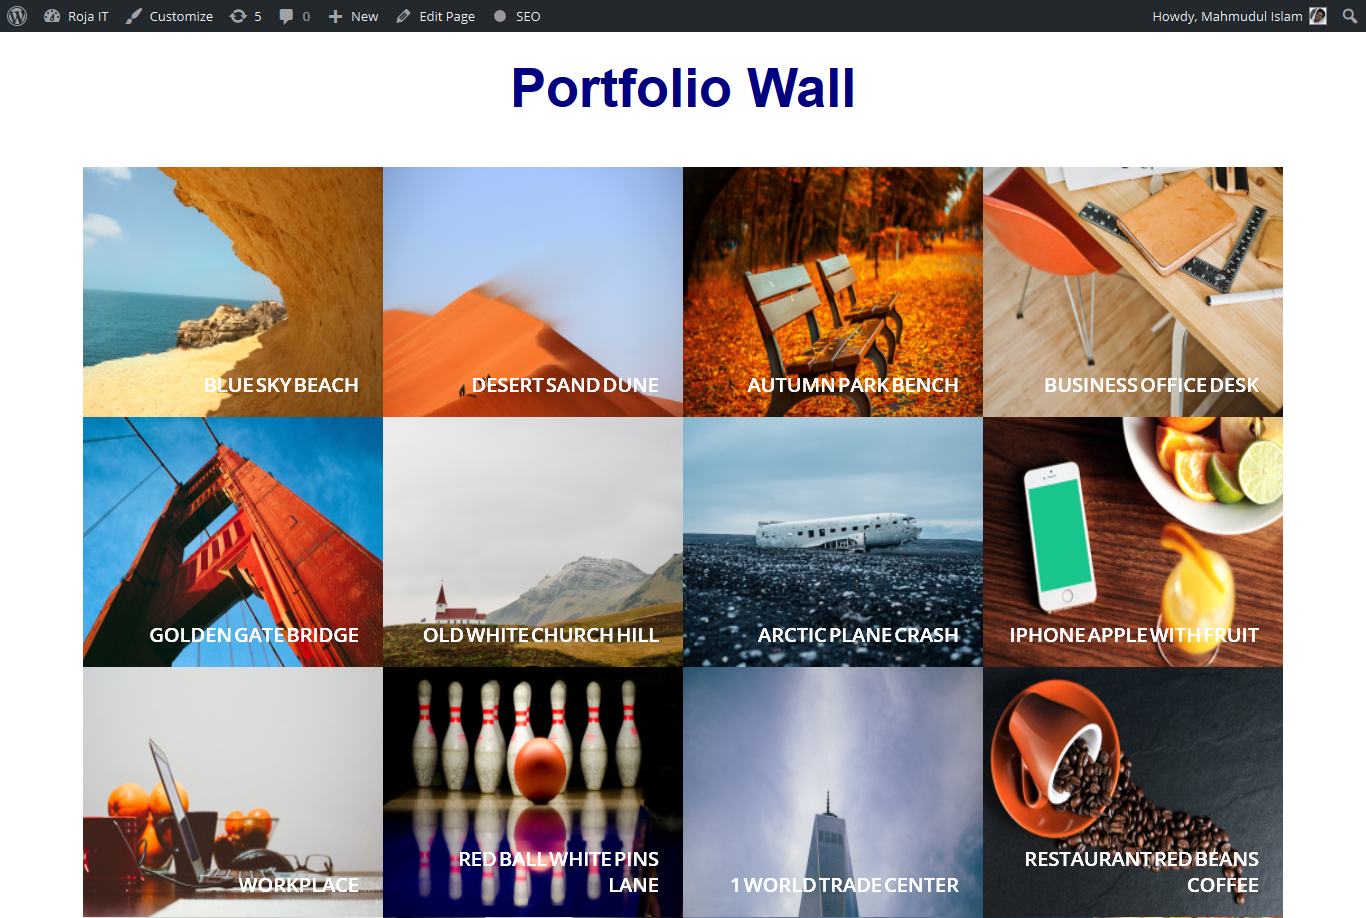 Roja IT Customize 5 0 New Edit Page SEO Howdy, Mahmudul Islam
Portfolio Wall
BLUE SKY BEACH
DESERT SAND DUNE
AUTUMN PARK BENCH
BUSINESS OFFICE DESK
GOLDEN GATE BRIDGE
OLD WHITE CHURCH HILL
ARCTIC PLANE CRASH
IPHONE APPLE WITH FRUIT
WORKPLACE
RED BALL WHITE PINS
LANE
1 WORLD TRADE CENTER
RESTAURANT RED BEANS
COFFEE